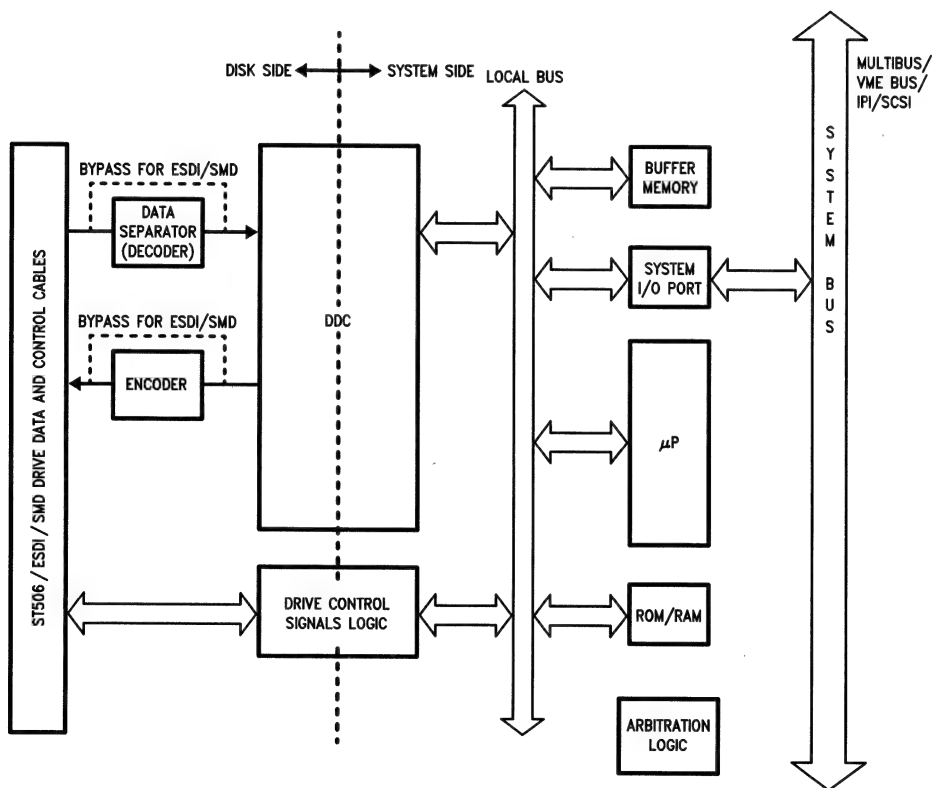 DISK SIDE
SYSTEM SIDE
LOCAL BUS
MULTIBUS/
VME BUS/
IPI/SCSI
SYSTEM BUS
ST506/ESDI/SMD DRIVE DATA AND CONTROL CABLES
BYPASS FOR ESDI/SMD
DATA
SEPARATOR
(DECODER)
BYPASS FOR ESDI/SMD
ENCODER
DDC
DRIVE CONTROL
SIGNALS LOGIC
BUFFER
MEMORY
SYSTEM
I/O PORT
μP
ROM/RAM
ARBITRATION
LOGIC